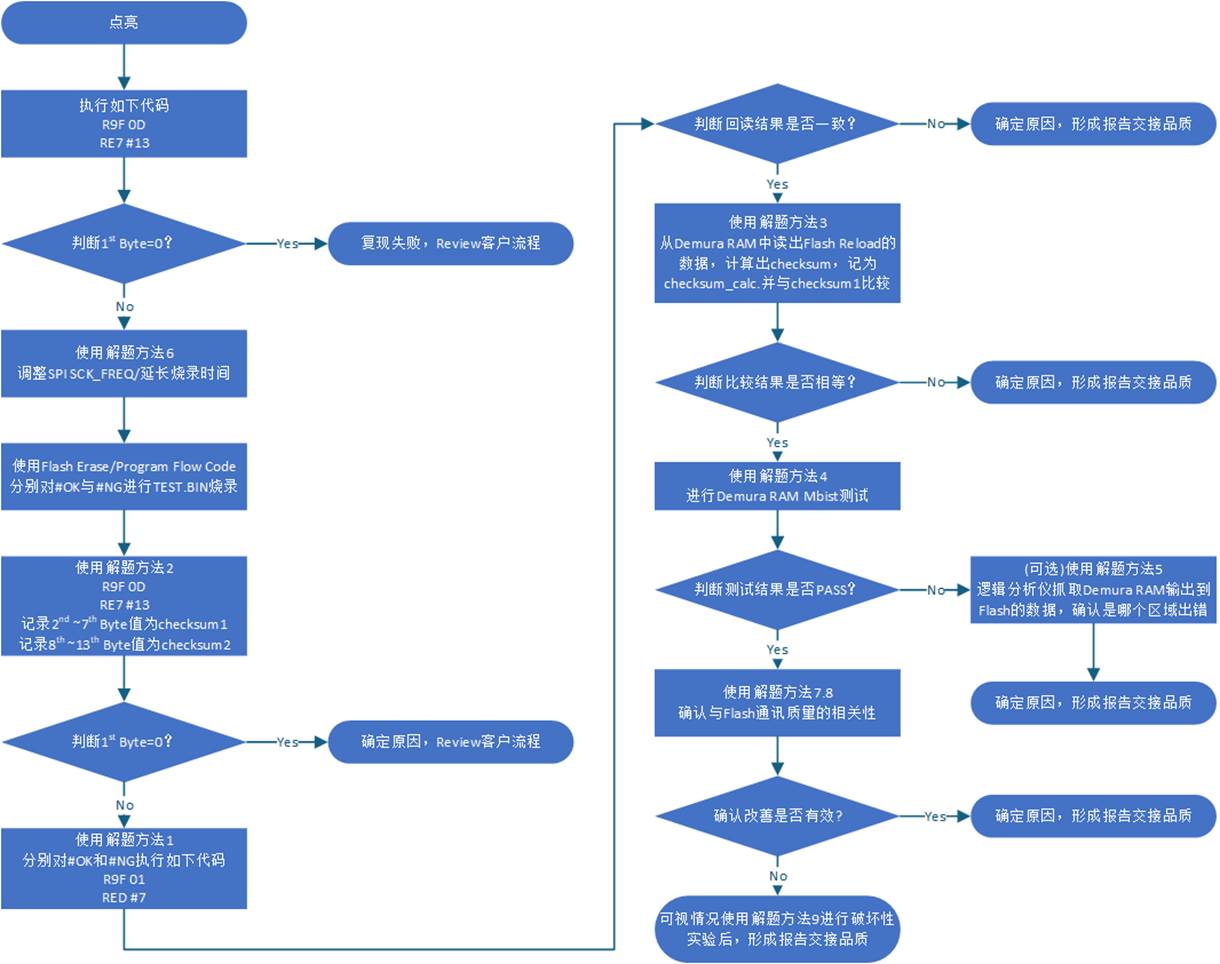 点亮
执行如下代码
R9F 0D
RE7 #13
判断1st Byte=0？
Yes
复现失败，Review客户流程
No
使用解题方法6
调整SPI SCK_FREQ/延长烧录时间
使用Flash Erase/Program Flow Code
分别对#OK与#NG进行TEST.BIN烧录
使用解题方法2
R9F 0D
RE7 #13
记录2nd ~7th Byte值为checksum1
记录8th~13th Byte值为checksum2
判断1st Byte=0？
Yes
确定原因，Review客户流程
No
使用解题方法1
分别对#OK和#NG执行如下代码
R9F 01
RED #7
判断回读结果是否一致？
No
确定原因，形成报告交接品质
Yes
使用解题方法3
从Demura RAM中读出Flash Reload的
数据，计算出checksum，记为
checksum_calc.并与checksum1比较
判断比较结果是否相等？
No
确定原因，形成报告交接品质
Yes
使用解题方法4
进行Demura RAM Mbist测试
判断测试结果是否PASS？
No
(可选)使用解题方法5
逻辑分析仪抓取Demura RAM输出到
Flash的数据，确认是哪个区域出错
确定原因，形成报告交接品质
Yes
使用解题方法7.8
确认与Flash通讯质量的相关性
确认改善是否有效?
Yes
确定原因，形成报告交接品质
No
可视情况使用解题方法9进行破坏性
实验后，形成报告交接品质